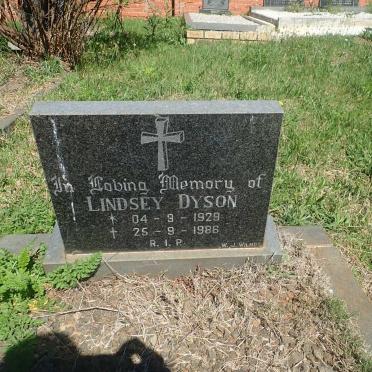 In Loving Memory of
LINDSEY DYSON
04 - 9 - 1929
25 - 9 - 1986
R.I.P.
W. J.